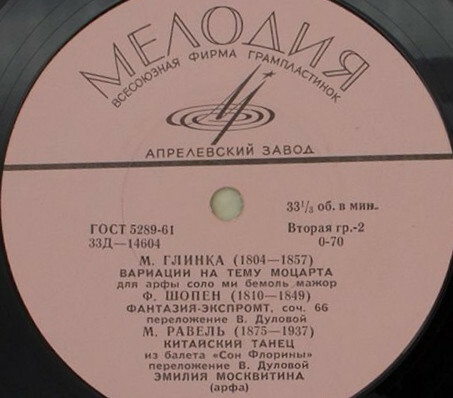 МЕЛОДИЯ
ВСЕСОЮЗНАЯ ФИРМА ГРАМПЛАСТИНОК
АПРЕЛЕВСКИЙ ЗАВОД
33⅓ об. в мин.
ГОСТ 5289-61 Вторая гр.-2
33Д—14604 0-70
М. ГЛИНКА (1804—1857)
ВАРИАЦИИ НА ТЕМУ МОЦАРТА
для арфы соло ми бемоль мажор
Ф. ШОПЕН (1810—1849)
ФАНТАЗИЯ-ЭКСПРОМТ, соч. 66
переложение В. Дуловой
М. РАВЕЛЬ (1875—1937)
КИТАЙСКИЙ ТАНЕЦ
из балета «Сон Флорины»
переложение В. Дуловой
ЭМИЛИЯ МОСКВИТИНА
(арфа)